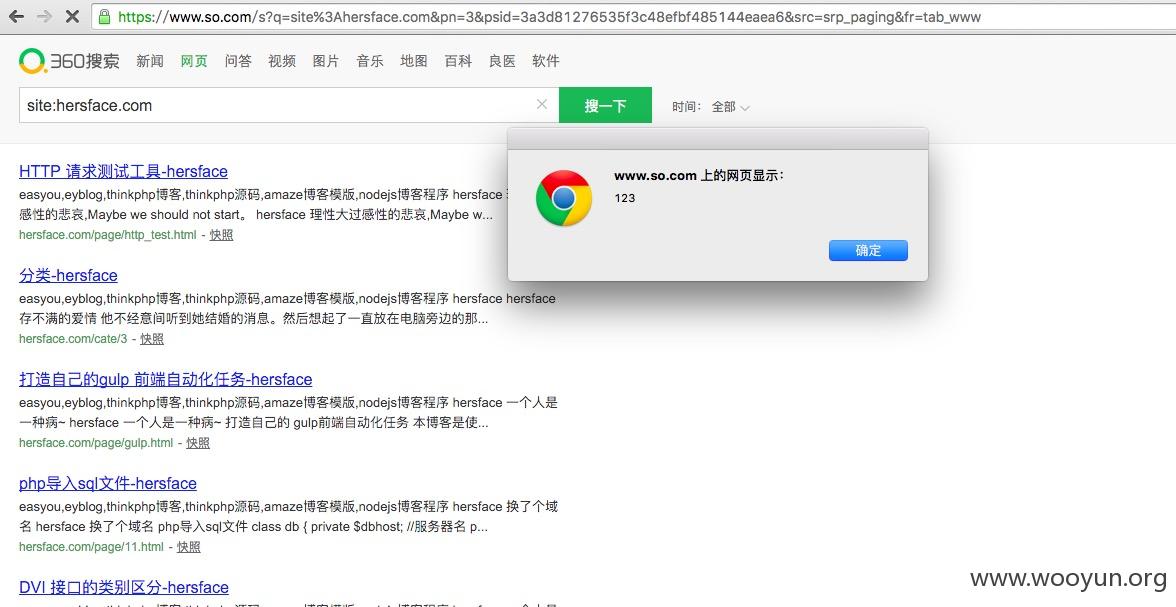 https://www.so.com/s?q=site%3Ahersface.com&pn=3&psid=3a3d81276535f3c48efbf485144eaea6&src=srp_paging&fr=tab_www
360搜索 新闻 网页 问答 视频 图片 音乐 地图 百科 良医 软件
site:hersface.com 搜一下 时间: 全部
www.so.com 上的网页显示:
123
确定
HTTP 请求测试工具-hersface
easyou,eyblog,thinkphp博客,thinkphp源码,amaze博客模版,nodejs博客程序 hersface
感性的悲哀,Maybe we should not start。 hersface 理性大过感性的悲哀,Maybe w...
hersface.com/page/http_test.html - 快照
分类-hersface
easyou,eyblog,thinkphp博客,thinkphp源码,amaze博客模版,nodejs博客程序 hersface hersface
存不满的爱情 他不经意间听到她结婚的消息。然后想起了一直放在电脑旁边的那...
hersface.com/cate/3 - 快照
打造自己的gulp 前端自动化任务-hersface
easyou,eyblog,thinkphp博客,thinkphp源码,amaze博客模版,nodejs博客程序 hersface 一个人是
一种病~ hersface 一个人是一种病~ 打造自己的 gulp前端自动化任务 本博客是使...
hersface.com/page/gulp.html - 快照
php导入sql文件-hersface
easyou,eyblog,thinkphp博客,thinkphp源码,amaze博客模版,nodejs博客程序 hersface 换了个域
名 hersface 换了个域名 php导入sql文件 class db { private $dbhost; //服务器名 p...
hersface.com/page/11.html - 快照
DVI 接口的类别区分-hersface
www.wooyun.org